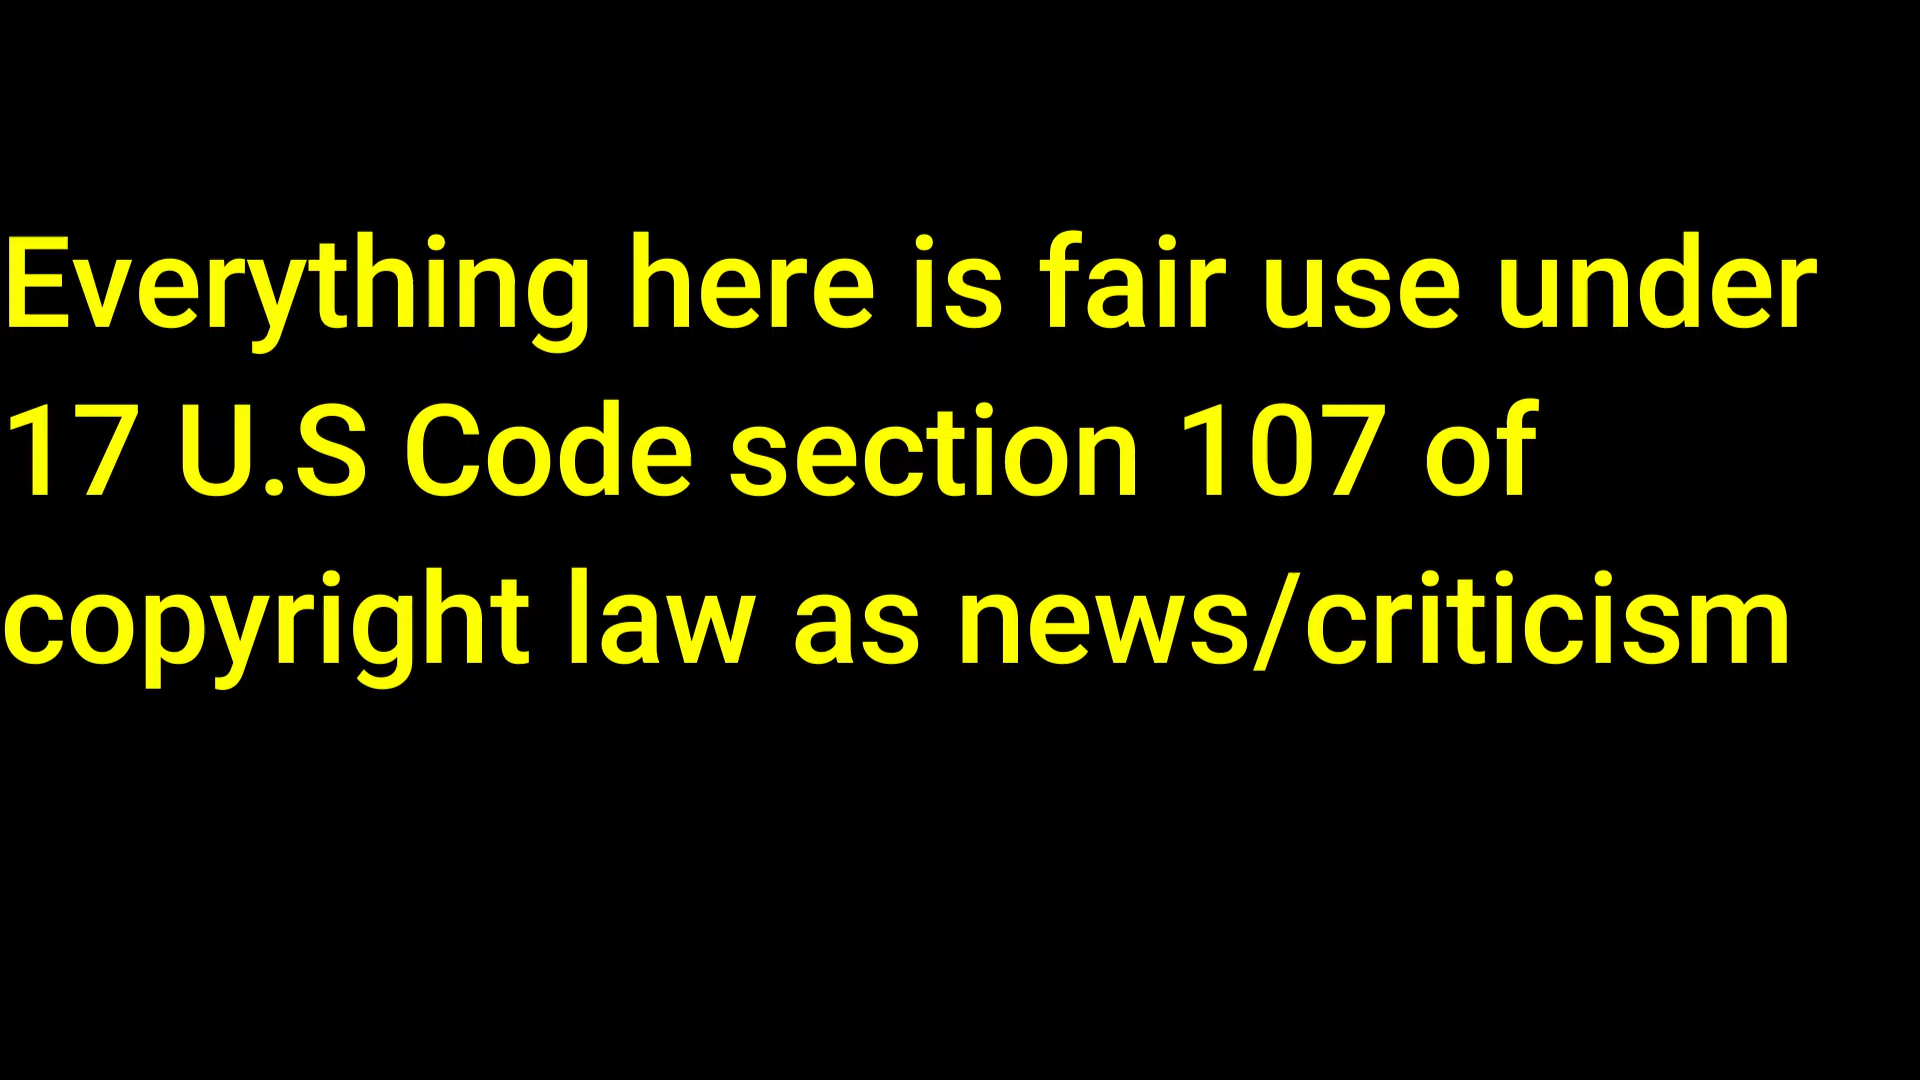 Everything here is fair use under
17 U.S Code section 107 of
copyright law as news/criticism